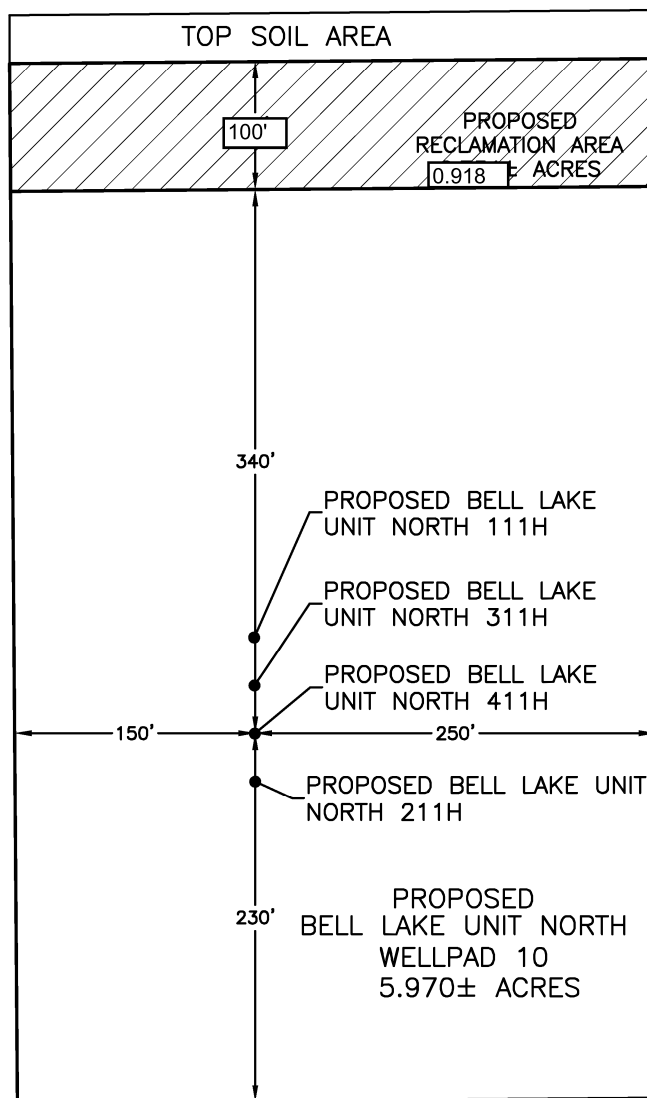 TOP SOIL AREA
100'
PROPOSED
RECLAMATION AREA
0.918 ACRES
340'
PROPOSED BELL LAKE
UNIT NORTH 111H
PROPOSED BELL LAKE
UNIT NORTH 311H
PROPOSED BELL LAKE
UNIT NORTH 411H
150'
250'
PROPOSED BELL LAKE UNIT
NORTH 211H
230'
PROPOSED
BELL LAKE UNIT NORTH
WELLPAD 10
5.970± ACRES